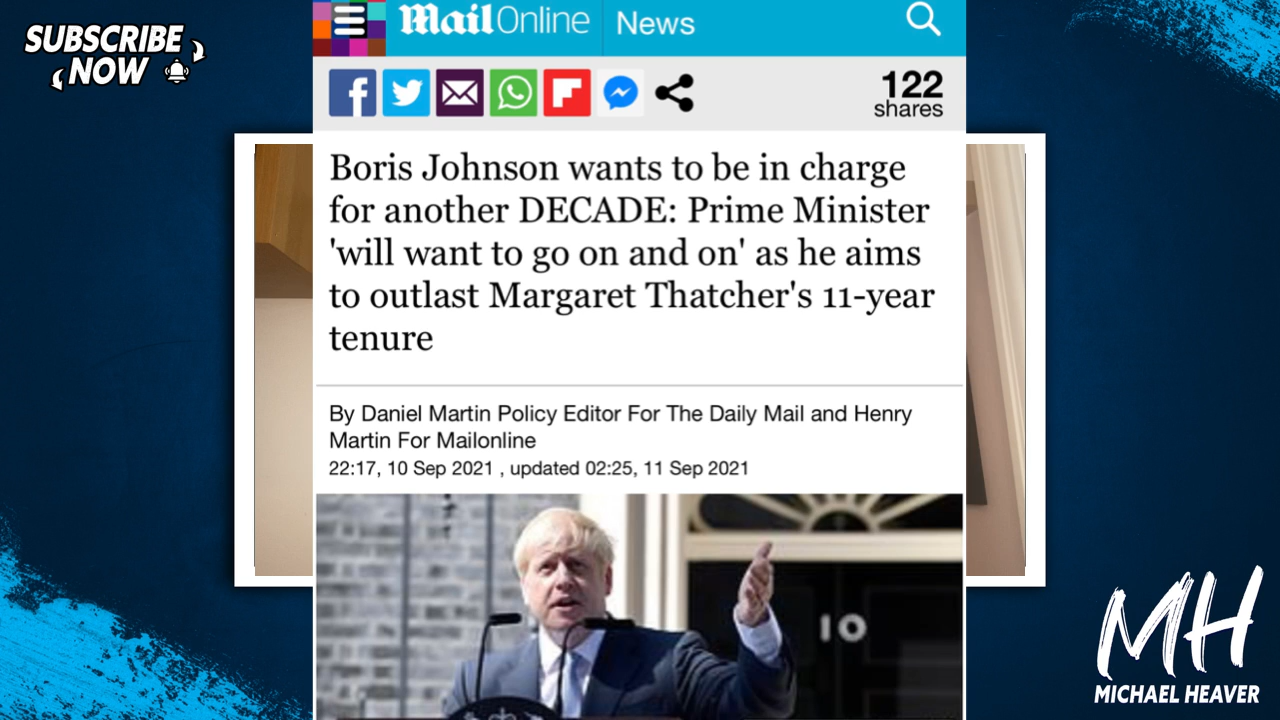 SUBSCRIBE
NOW
Mail Online News
122
shares
Boris Johnson wants to be in charge
for another DECADE: Prime Minister
'will want to go on and on' as he aims
to outlast Margaret Thatcher's 11-year
tenure
By Daniel Martin Policy Editor For The Daily Mail and Henry
Martin For Mailonline
22:17, 10 Sep 2021 , updated 02:25, 11 Sep 2021
10
MH
MICHAEL HEAVER